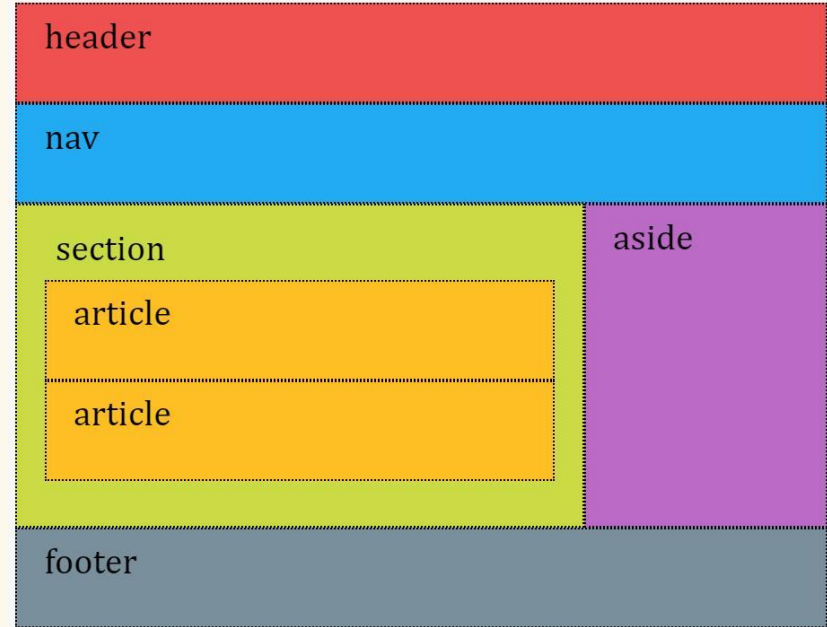 header
nav
section
aside
article
article
footer